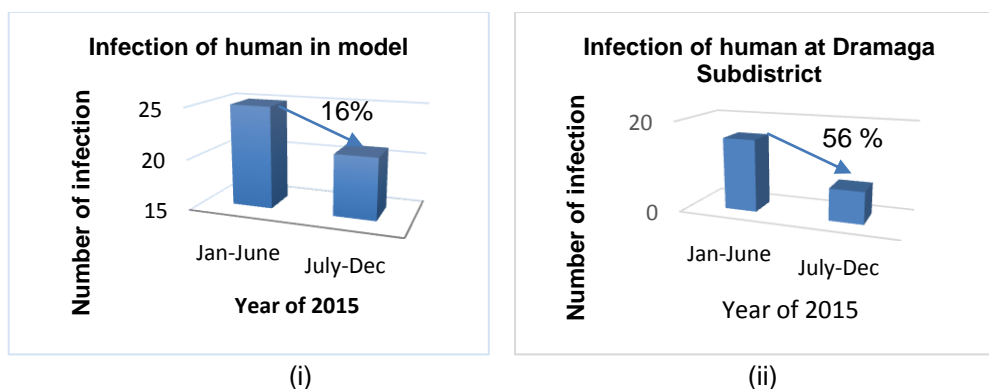 Infection of human in model
Number of infection
25
20
15
16%
Jan-June
July-Dec
Year of 2015
(i)
Infection of human at Dramaga
Subdistrict
Number of infection
20
0
56 %
Jan-June
July-Dec
Year of 2015
(ii)